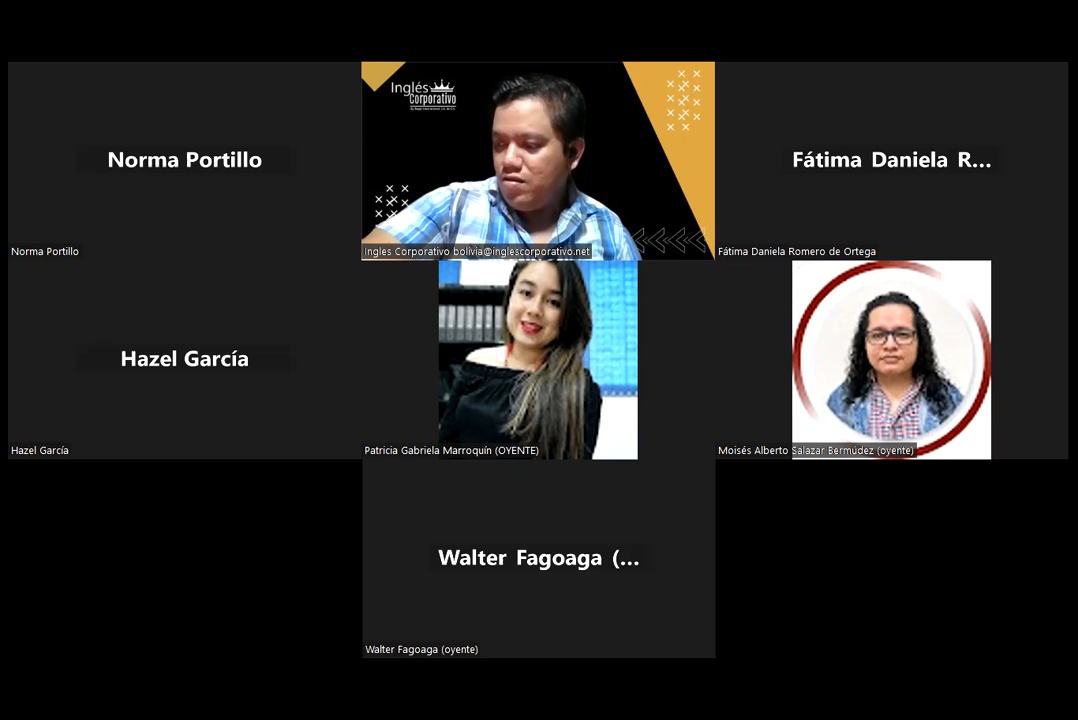 Norma Portillo
Norma Portillo
Inglés
Corporativo
Ingles Corporativo bolivia@inglescorporativo.net
Fátima Daniela R...
Fátima Daniela Romero de Ortega
Hazel García
Hazel García
Patricia Gabriela Marroquín (OYENTE)
Moisés Alberto Salazar Bermúdez (oyente)
Walter Fagoaga (...
Walter Fagoaga (oyente)